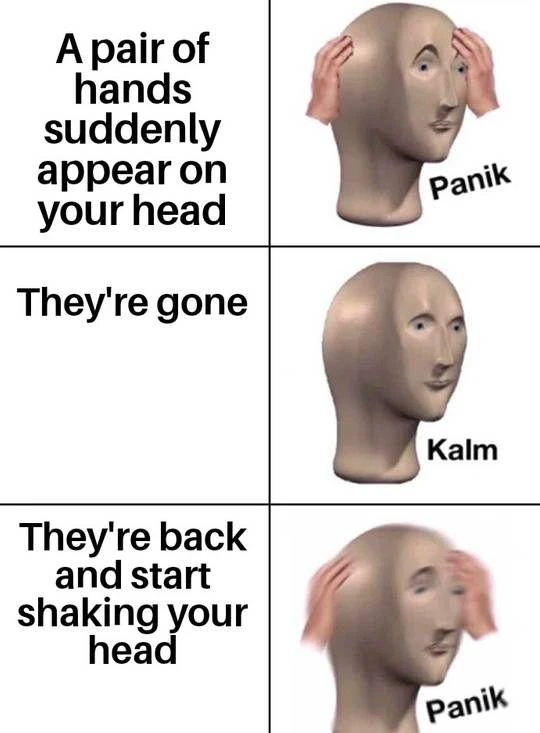 A pair of
hands
suddenly
appear on
your head
Panik
They're gone
Kalm
They're back
and start
shaking your
head
Panik